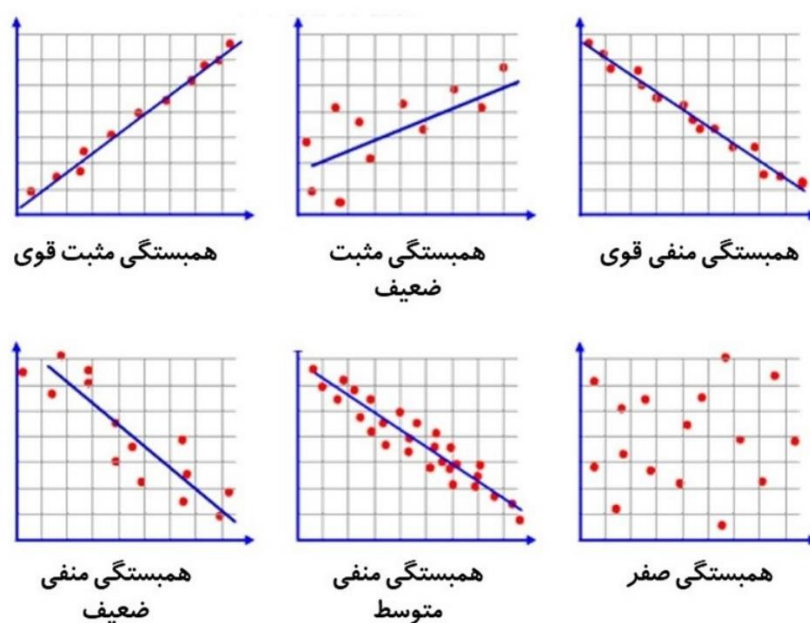 همبستگی منفی قوی
همبستگی مثبت
ضعیف
همبستگی مثبت قوی
همبستگی صفر
همبستگی منفی
متوسط
همبستگی منفی
ضعیف